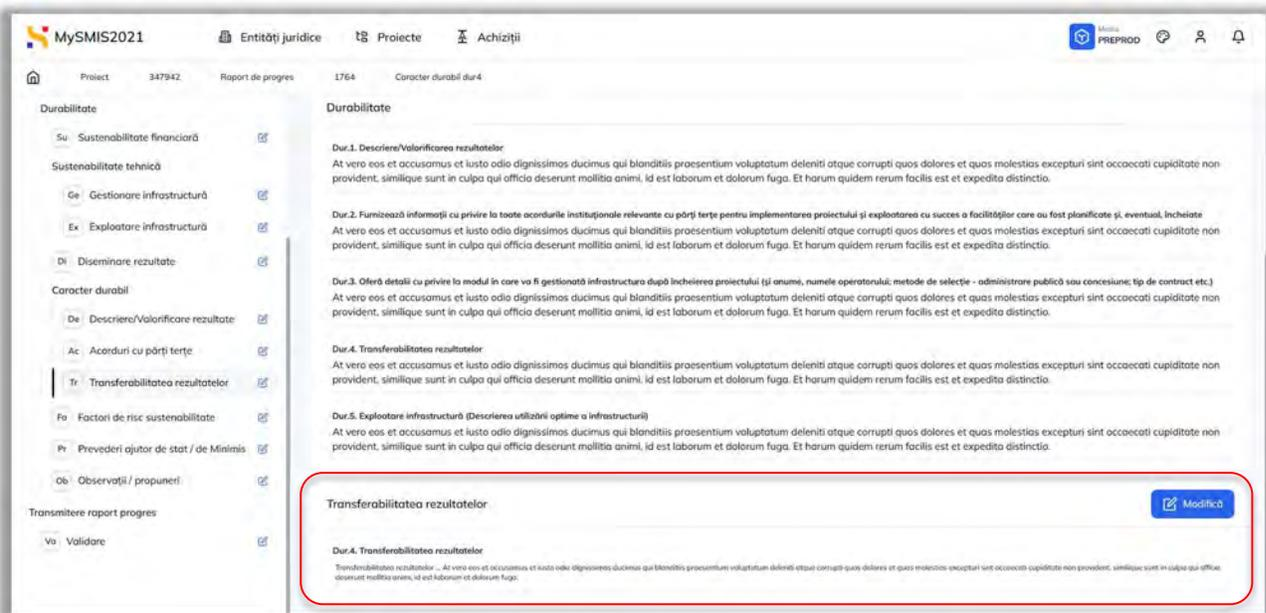 MySMIS2021
Entități juridice
Proiecte
Achiziții
Mediu
PREPROD
Proiect
347942
Raport de progres
1764
Caracter durabil dur4
Durabilitate
Su Sustenabilitate financiară
Sustenabilitate tehnică
Ge Gestionare infrastructură
Ex Exploatare infrastructură
Di Diseminare rezultate
Caracter durabil
De Descriere/Valorificare rezultate
Ac Acorduri cu părți terțe
Tr Transferabilitatea rezultatelor
Fa Factori de risc sustenabilitate
Pr Prevederi ajutor de stat / de Minimis
Ob Observații / propuneri
Transmitere raport progres
Va Validare
Durabilitate
Dur.1. Descriere/Valorificarea rezultatelor
At vero eos et accusamus et iusto odio dignissimos ducimus qui blanditiis praesentium voluptatum deleniti atque corrupti quos dolores et quas molestias excepturi sint occaecati cupiditate non
provident, similique sunt in culpa qui officia deserunt mollitia animi, id est laborum et dolorum fuga. Et harum quidem rerum facilis est et expedita distinctio.
Dur.2. Furnizează informații cu privire la toate acordurile instituționale relevante cu părți terțe pentru implementarea proiectului și exploatarea cu succes a facilităților care au fost planificate și, eventual, încheiate
At vero eos et accusamus et iusto odio dignissimos ducimus qui blanditiis praesentium voluptatum deleniti atque corrupti quos dolores et quas molestias excepturi sint occaecati cupiditate non
provident, similique sunt in culpa qui officia deserunt mollitia animi, id est laborum et dolorum fuga. Et harum quidem rerum facilis est et expedita distinctio.
Dur.3. Oferă detalii cu privire la modul in care va fi gestionată infrastructura după încheierea proiectului (și anume, numele operatorului; metode de selecție - administrare publică sau concesiune; tip de contract etc.)
At vero eos et accusamus et iusto odio dignissimos ducimus qui blanditiis praesentium voluptatum deleniti atque corrupti quos dolores et quas molestias excepturi sint occaecati cupiditate non
provident, similique sunt in culpa qui officia deserunt mollitia animi, id est laborum et dolorum fuga. Et harum quidem rerum facilis est et expedita distinctio.
Dur.4. Transferabilitatea rezultatelor
At vero eos et accusamus et iusto odio dignissimos ducimus qui blanditiis praesentium voluptatum deleniti atque corrupti quos dolores et quas molestias excepturi sint occaecati cupiditate non
provident, similique sunt in culpa qui officia deserunt mollitia animi, id est laborum et dolorum fuga. Et harum quidem rerum facilis est et expedita distinctio.
Dur.5. Exploatare infrastructură (Descrierea utilizării optime a infrastructurii)
At vero eos et accusamus et iusto odio dignissimos ducimus qui blanditiis praesentium voluptatum deleniti atque corrupti quos dolores et quas molestias excepturi sint occaecati cupiditate non
provident, similique sunt in culpa qui officia deserunt mollitia animi, id est laborum et dolorum fuga. Et harum quidem rerum facilis est et expedita distinctio.
Transferabilitatea rezultatelor
Modifică
Dur.4. Transferabilitatea rezultatelor
Transferabilitatea rezultatelor ... At vero eos et accusamus et iusto odio dignissimos ducimus qui blanditiis praesentium voluptatum deleniti atque corrupti quos dolores et quas molestias excepturi sint occaecati cupiditate non provident, similique sunt in culpa qui officia
deserunt mollitia animi, id est laborum et dolorum fuga.